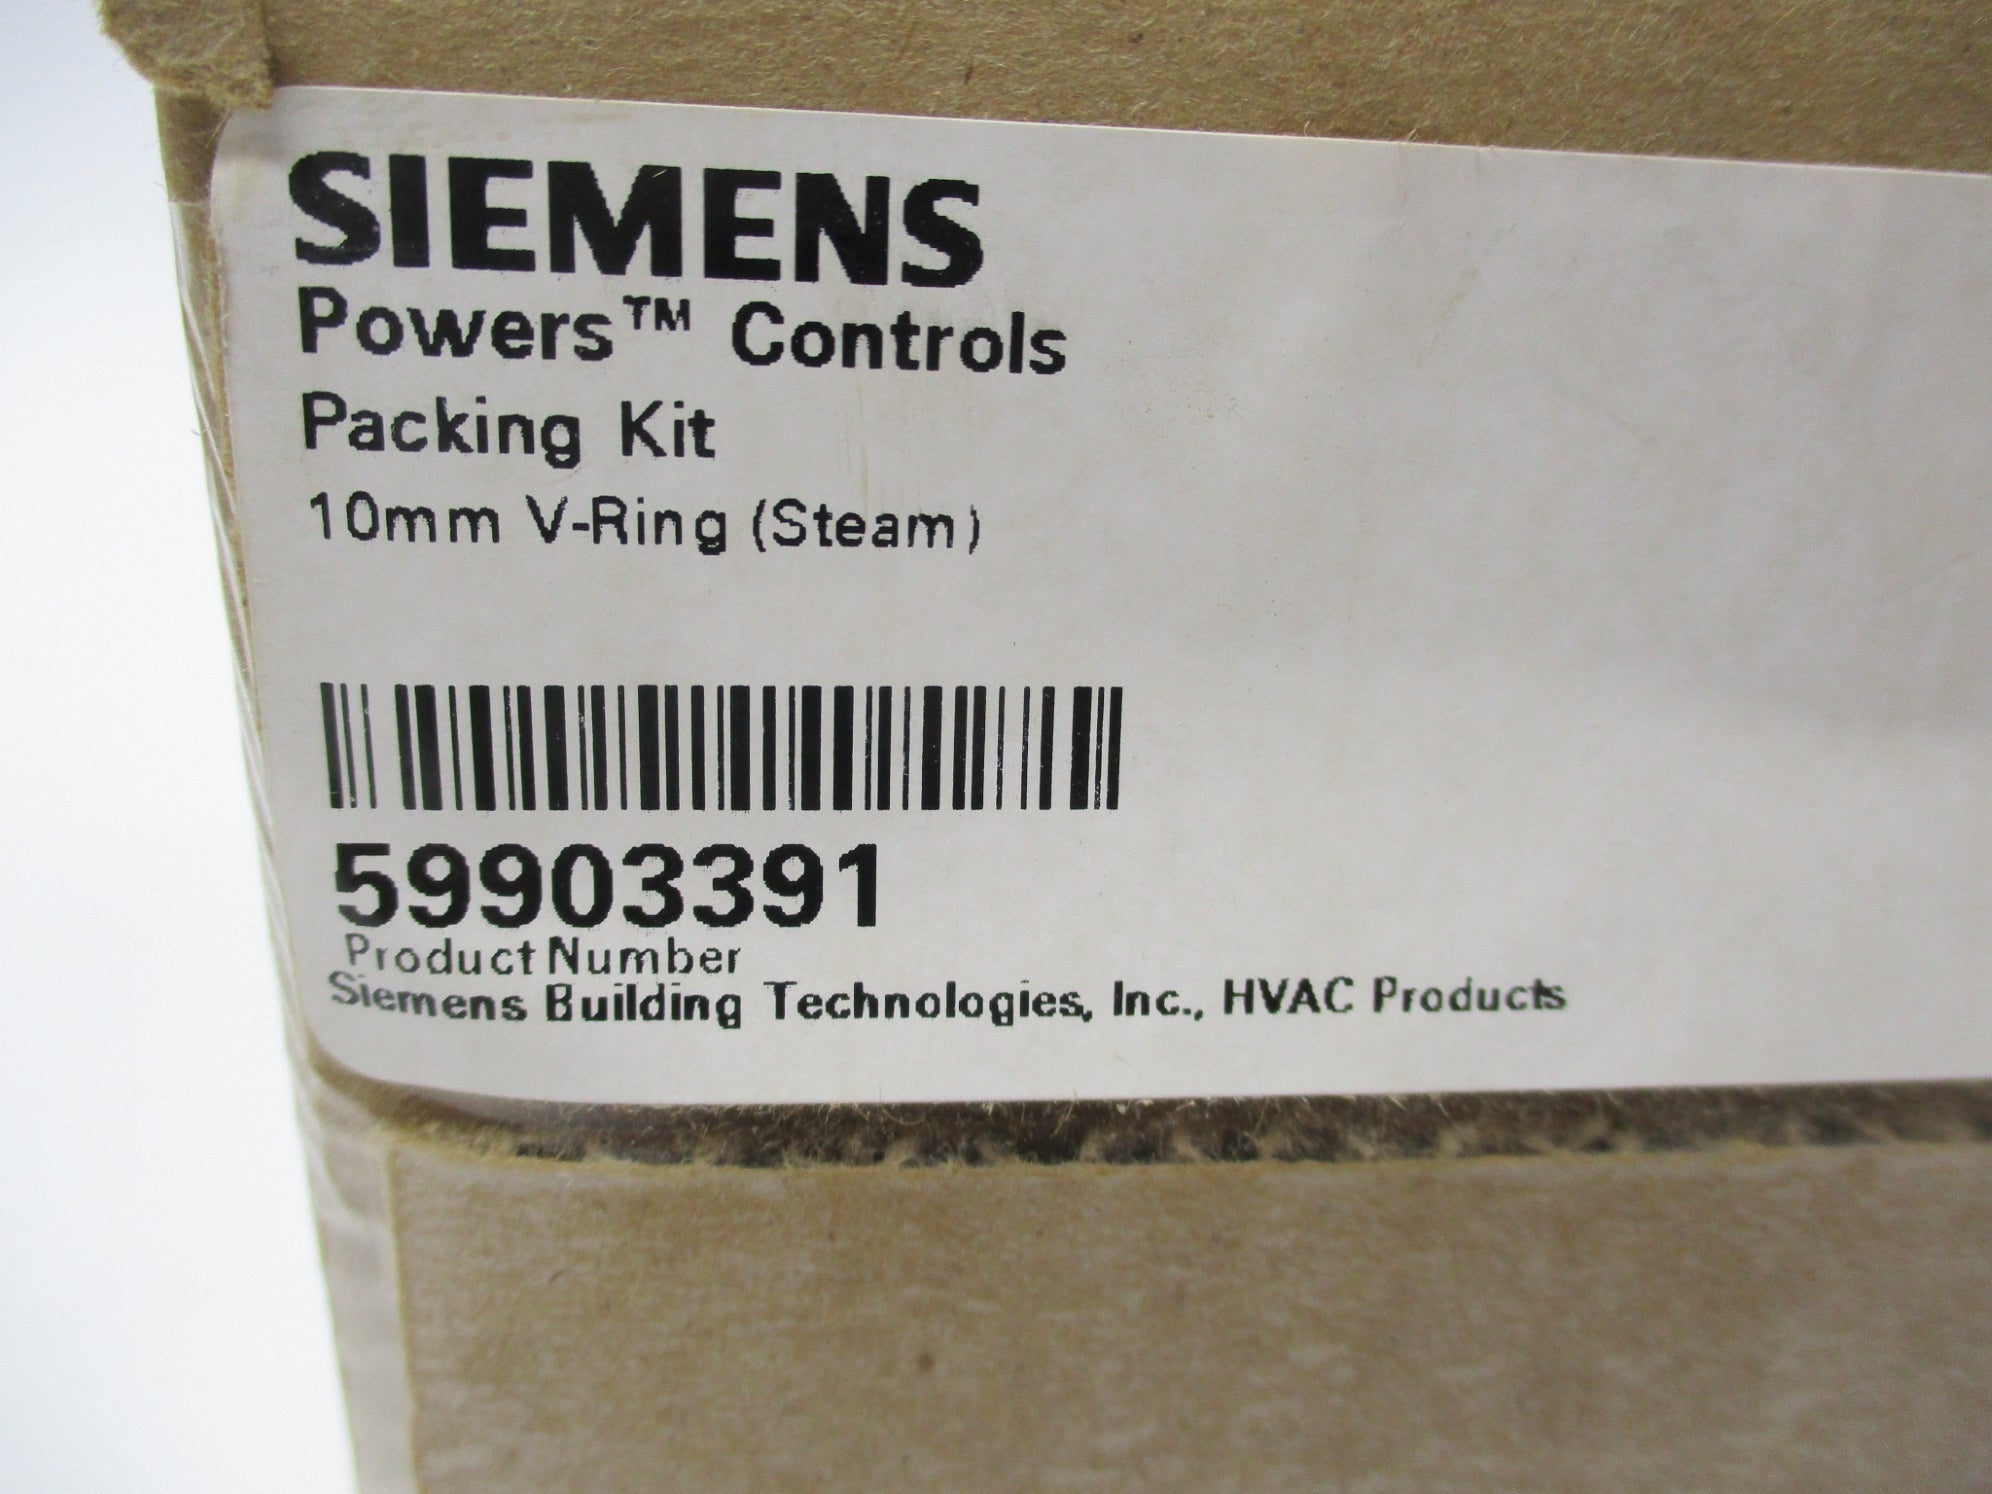 SIEMENS
Powers™ Controls
Packing Kit
10mm V-Ring (Steam)
59903391
Product Number
Siemens Building Technologies, Inc., HVAC Products